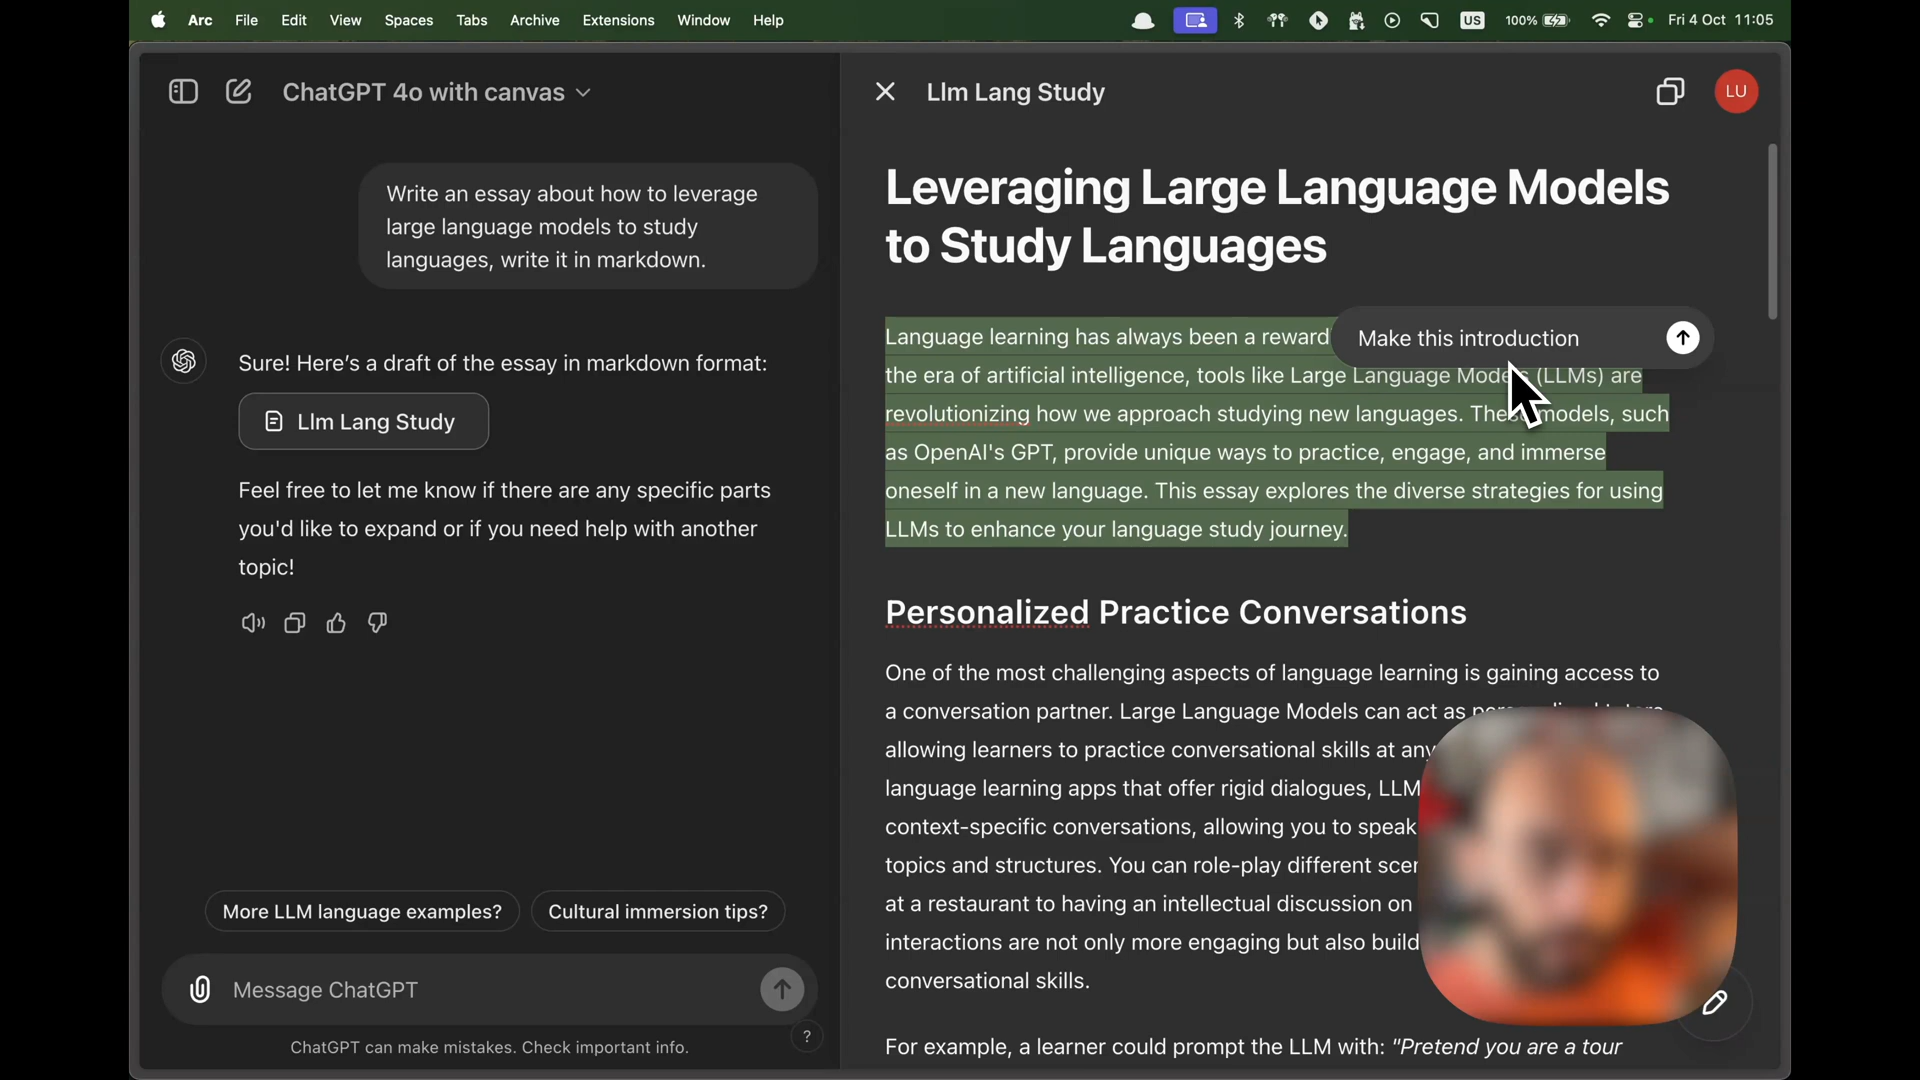 Arc File Edit View Spaces Tabs Archive Extensions Window Help US 100% Fri 4 Oct 11:05
ChatGPT 4o with canvas
Write an essay about how to leverage
large language models to study
languages, write it in markdown.
Sure! Here’s a draft of the essay in markdown format:
Llm Lang Study
Feel free to let me know if there are any specific parts
you'd like to expand or if you need help with another
topic!
More LLM language examples? Cultural immersion tips?
Message ChatGPT
?
ChatGPT can make mistakes. Check important info.
Llm Lang Study
LU
Leveraging Large Language Models
to Study Languages
Language learning has always been a reward
Make this introduction
the era of artificial intelligence, tools like Large Language Models (LLMs) are
revolutionizing how we approach studying new languages. These models, such
as OpenAI's GPT, provide unique ways to practice, engage, and immerse
oneself in a new language. This essay explores the diverse strategies for using
LLMs to enhance your language study journey.
Personalized Practice Conversations
One of the most challenging aspects of language learning is gaining access to
a conversation partner. Large Language Models can act as
allowing learners to practice conversational skills at any
language learning apps that offer rigid dialogues, LLM
context-specific conversations, allowing you to speak
topics and structures. You can role-play different
at a restaurant to having an intellectual discussion on
interactions are not only more engaging but also build
conversational skills.
For example, a learner could prompt the LLM with: "Pretend you are a tour